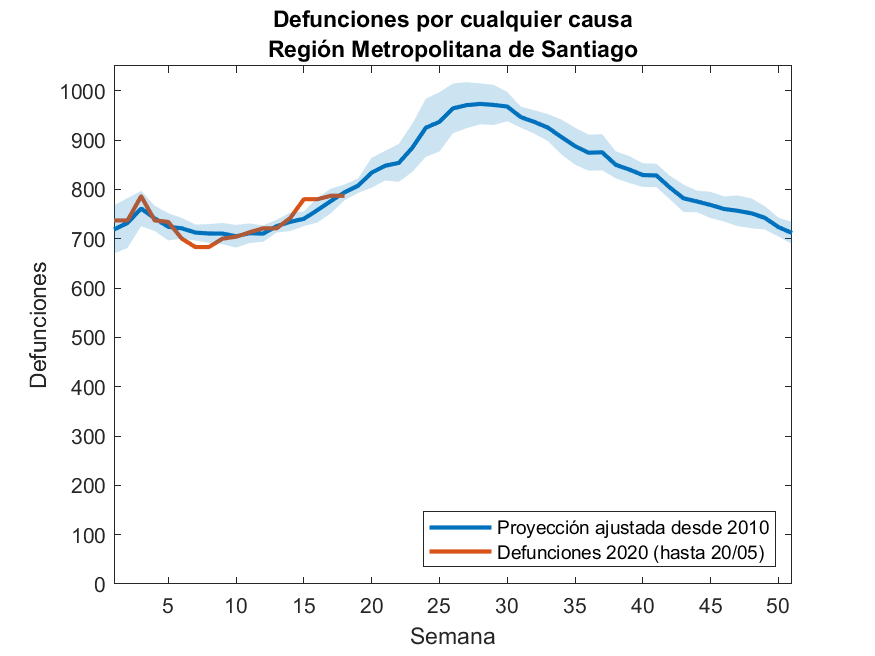 Defunciones por cualquier causa
Región Metropolitana de Santiago
Defunciones
1000
900
800
700
600
500
400
300
200
100
0
Proyección ajustada desde 2010
Defunciones 2020 (hasta 20/05)
5 10 15 20 25 30 35 40 45 50
Semana